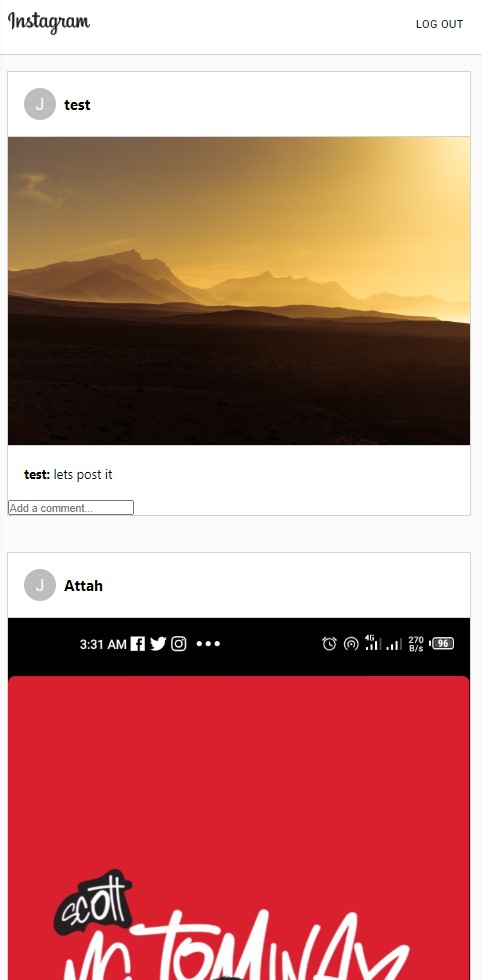 Instagram
LOG OUT
J
test
test: lets post it
Add a comment...
J
Attah
3:31 AM
4G
270
B/s
96
scott
Mc TOMINAY